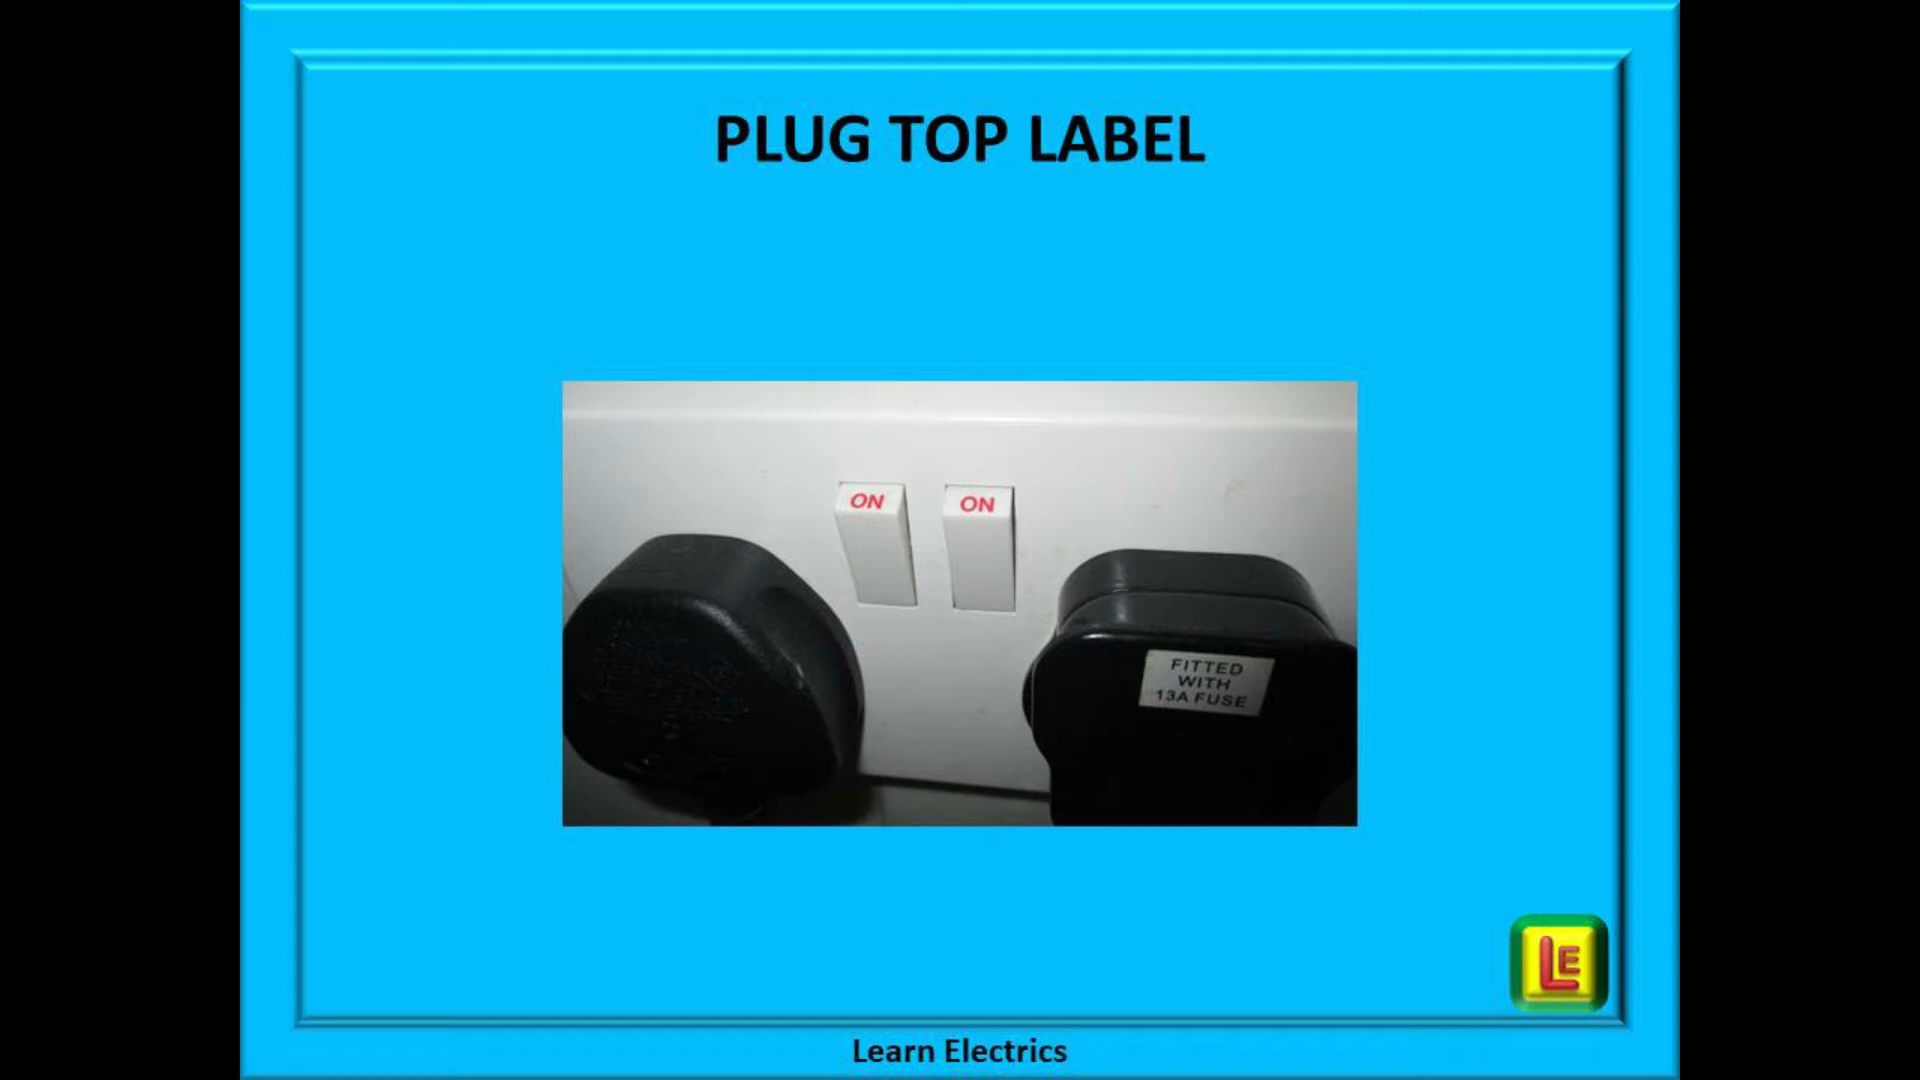 PLUG TOP LABEL
ON ON
FITTED
WITH
13A FUSE
LE
Learn Electrics